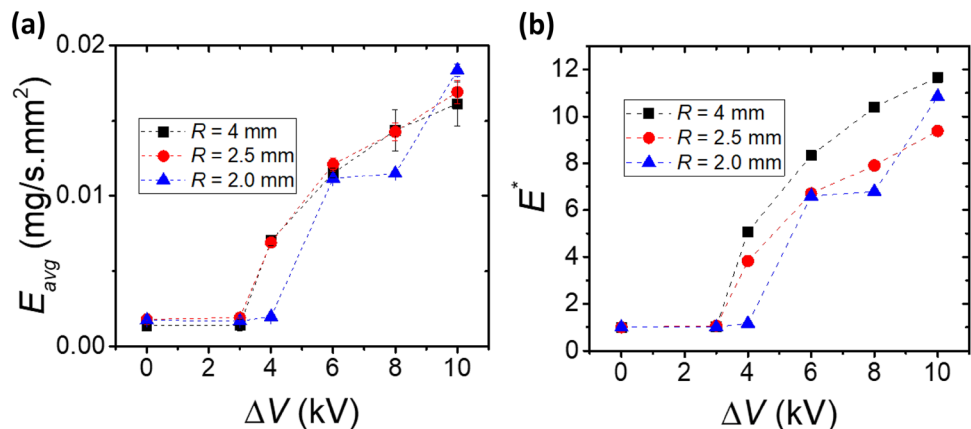 (a)
0.02
0.01
0.00
E_avg (mg/s.mm²)
R = 4 mm
R = 2.5 mm
R = 2.0 mm
0 2 4 6 8 10
ΔV (kV)
(b)
12
10
8
6
4
2
0
E*
R = 4 mm
R = 2.5 mm
R = 2.0 mm
0 2 4 6 8 10
ΔV (kV)